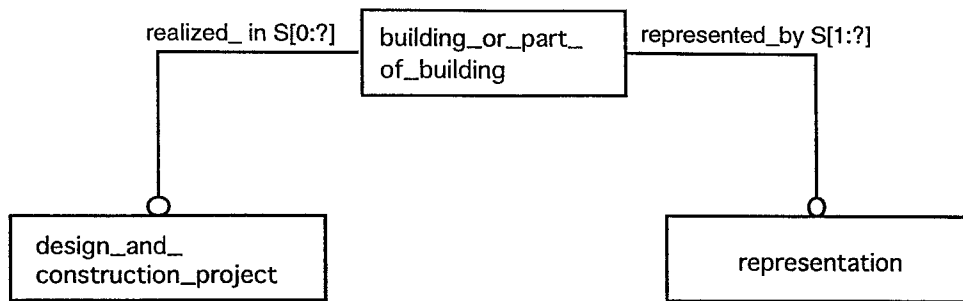 realized_ in S[0:?]
building_or_part_
of_building
represented_by S[1:?]
design_and_
construction_project
representation